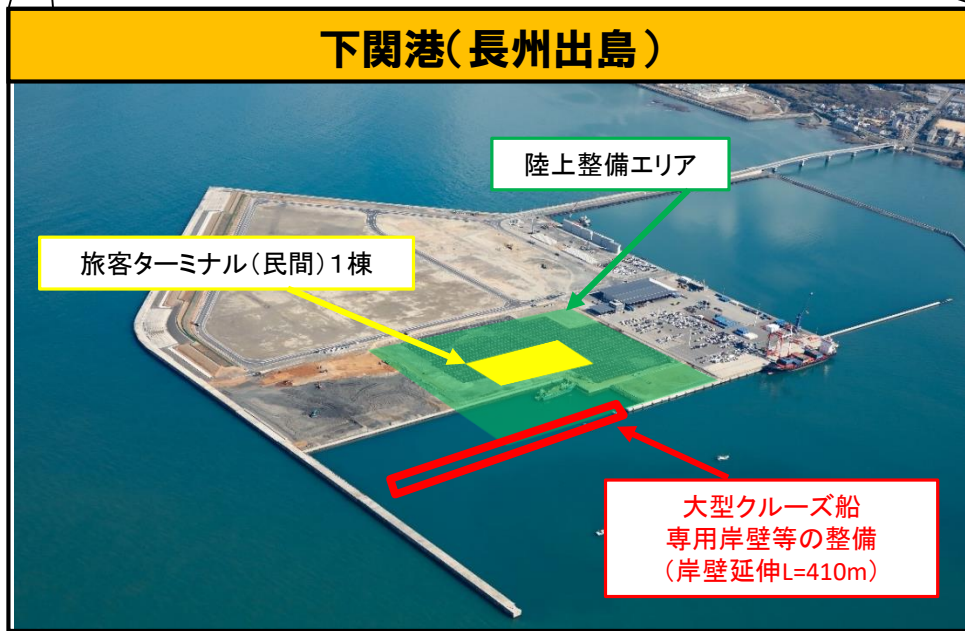 下関港(長州出島)
陸上整備エリア
旅客ターミナル(民間)1棟
大型クルーズ船
専用岸壁等の整備
(岸壁延伸L=410m)